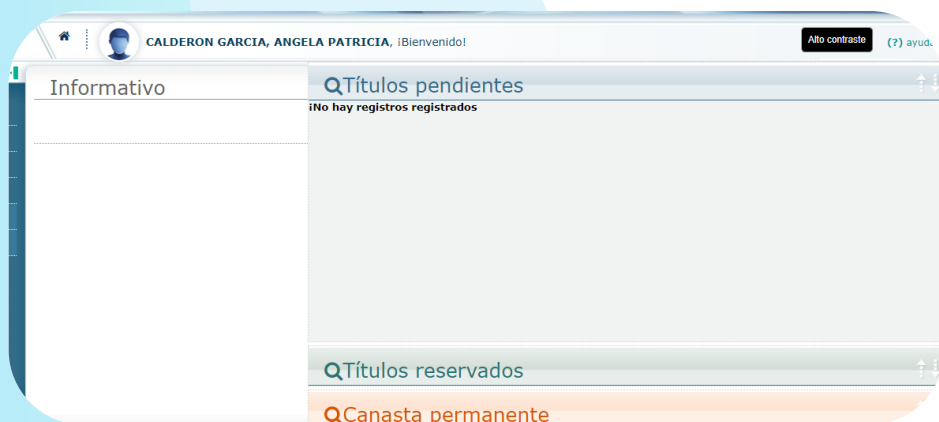 CALDERON GARCIA, ANGELA PATRICIA, ¡Bienvenido!
Alto contraste
(?) ayud
Informativo
Títulos pendientes
¡No hay registros registrados
Títulos reservados
Canasta permanente